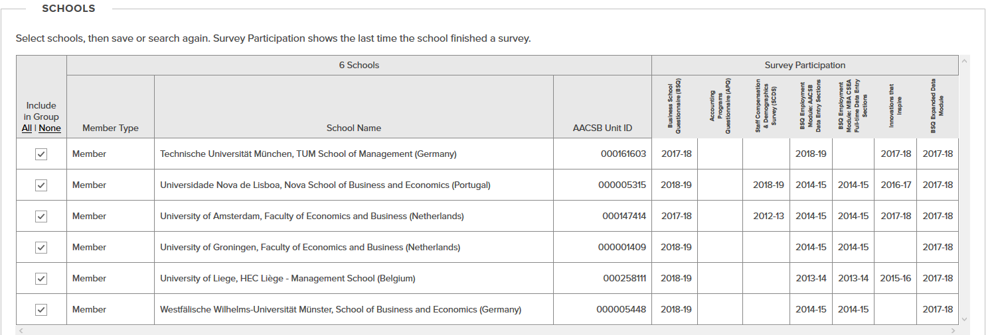 SCHOOLS
Select schools, then save or search again. Survey Participation shows the last time the school finished a survey.
6 Schools
Survey Participation
Include
in Group
All | None
Member Type
School Name
AACSB Unit ID
Business School
Questionnaire (BSQ)
Accounting
Programs
Questionnaire (APQ)
Staff Compensation
& Demographics
Survey (SCDS)
BSQ Employment
Module: AACSB
Data Entry Sections
BSQ Employment
Module: MBA CSEA
Full-time Data Entry
Sections
Innovations that
Inspire
BSQ Expanded Data
Module
Member Technische Universität München, TUM School of Management (Germany) 000161603 2017-18 2018-19 2017-18 2017-18
Member Universidade Nova de Lisboa, Nova School of Business and Economics (Portugal) 000005315 2018-19 2018-19 2014-15 2014-15 2016-17 2017-18
Member University of Amsterdam, Faculty of Economics and Business (Netherlands) 000147414 2017-18 2012-13 2014-15 2014-15 2017-18 2017-18
Member University of Groningen, Faculty of Economics and Business (Netherlands) 000001409 2018-19 2014-15 2014-15 2017-18
Member University of Liege, HEC Liège - Management School (Belgium) 000258111 2018-19 2013-14 2013-14 2015-16 2017-18
Member Westfälische Wilhelms-Universität Münster, School of Business and Economics (Germany) 000005448 2018-19 2014-15 2014-15 2017-18